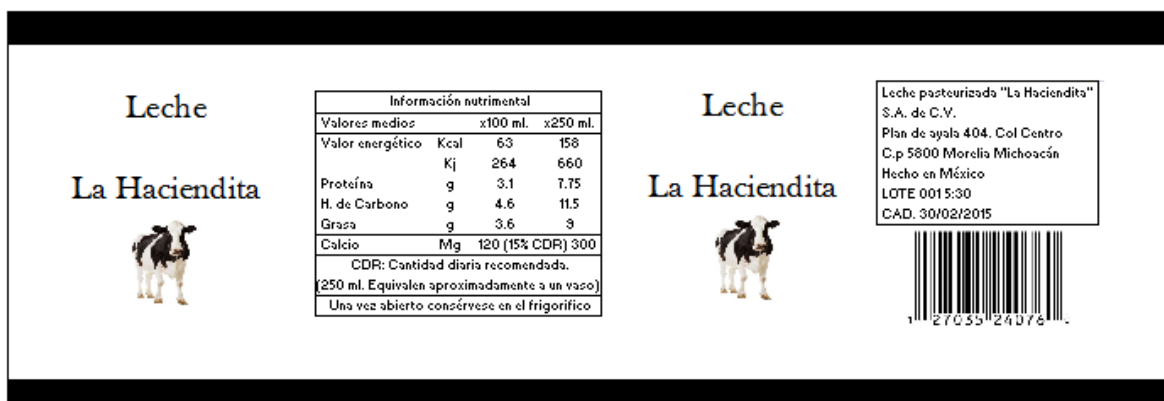 Leche
La Haciendita
Información nutrimental
Valores medios x100 ml. x250 ml.
Valor energético Kcal 63 158
Kj 264 660
Proteína g 3.1 7.75
H. de Carbono g 4.6 11.5
Grasa g 3.6 9
Calcio Mg 120 (15% CDR) 300
CDR: Cantidad diaria recomendada.
(250 ml. Equivalen aproximadamente a un vaso)
Una vez abierto consérvese en el frigorifico
Leche
La Haciendita
Leche pasteurizada "La Haciendita"
S.A. de C.V.
Plan de ayala 404. Col Centro
C.p 5800 Morelia Michoacán
Hecho en México
LOTE 001 5:30
CAD. 30/02/2015
1 27035 24078